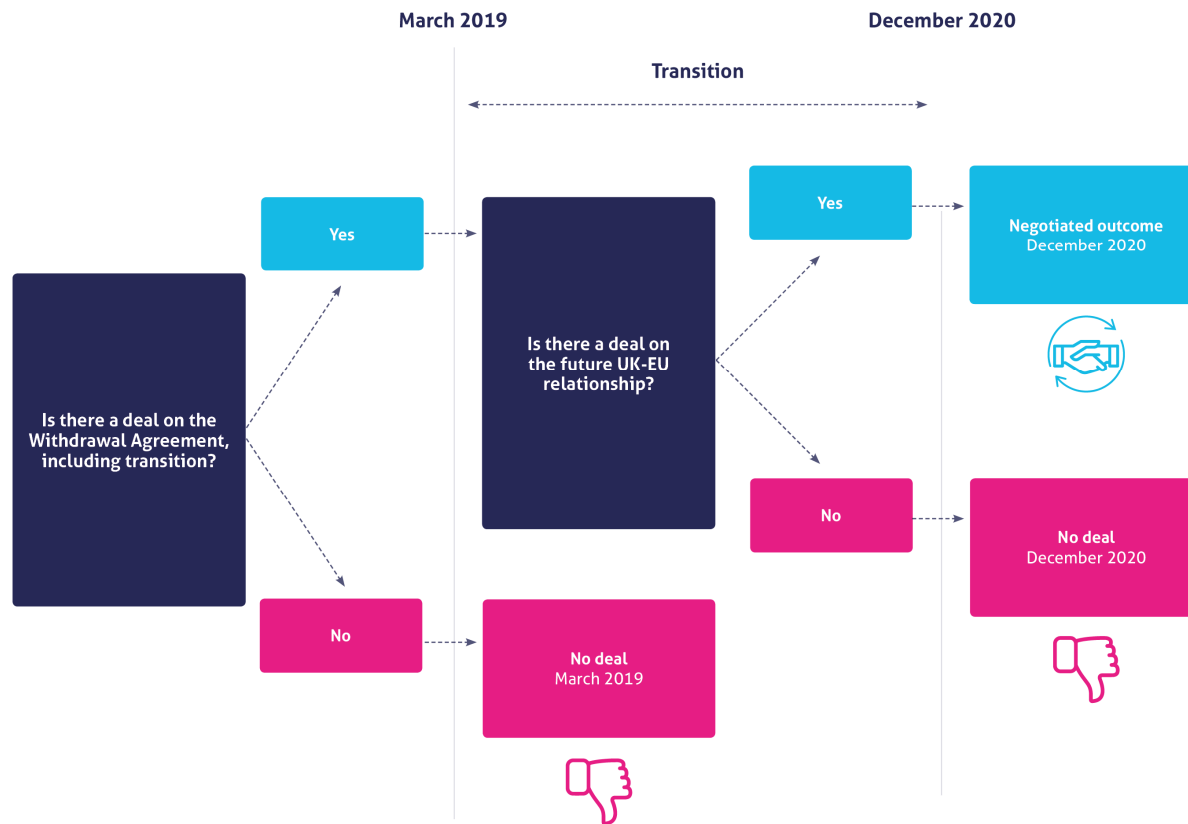 March 2019
December 2020
Transition
Yes
Yes
Negotiated outcome
December 2020
Is there a deal on
the future UK-EU
relationship?
Is there a deal on the
Withdrawal Agreement,
including transition?
No
No deal
December 2020
No
No deal
March 2019